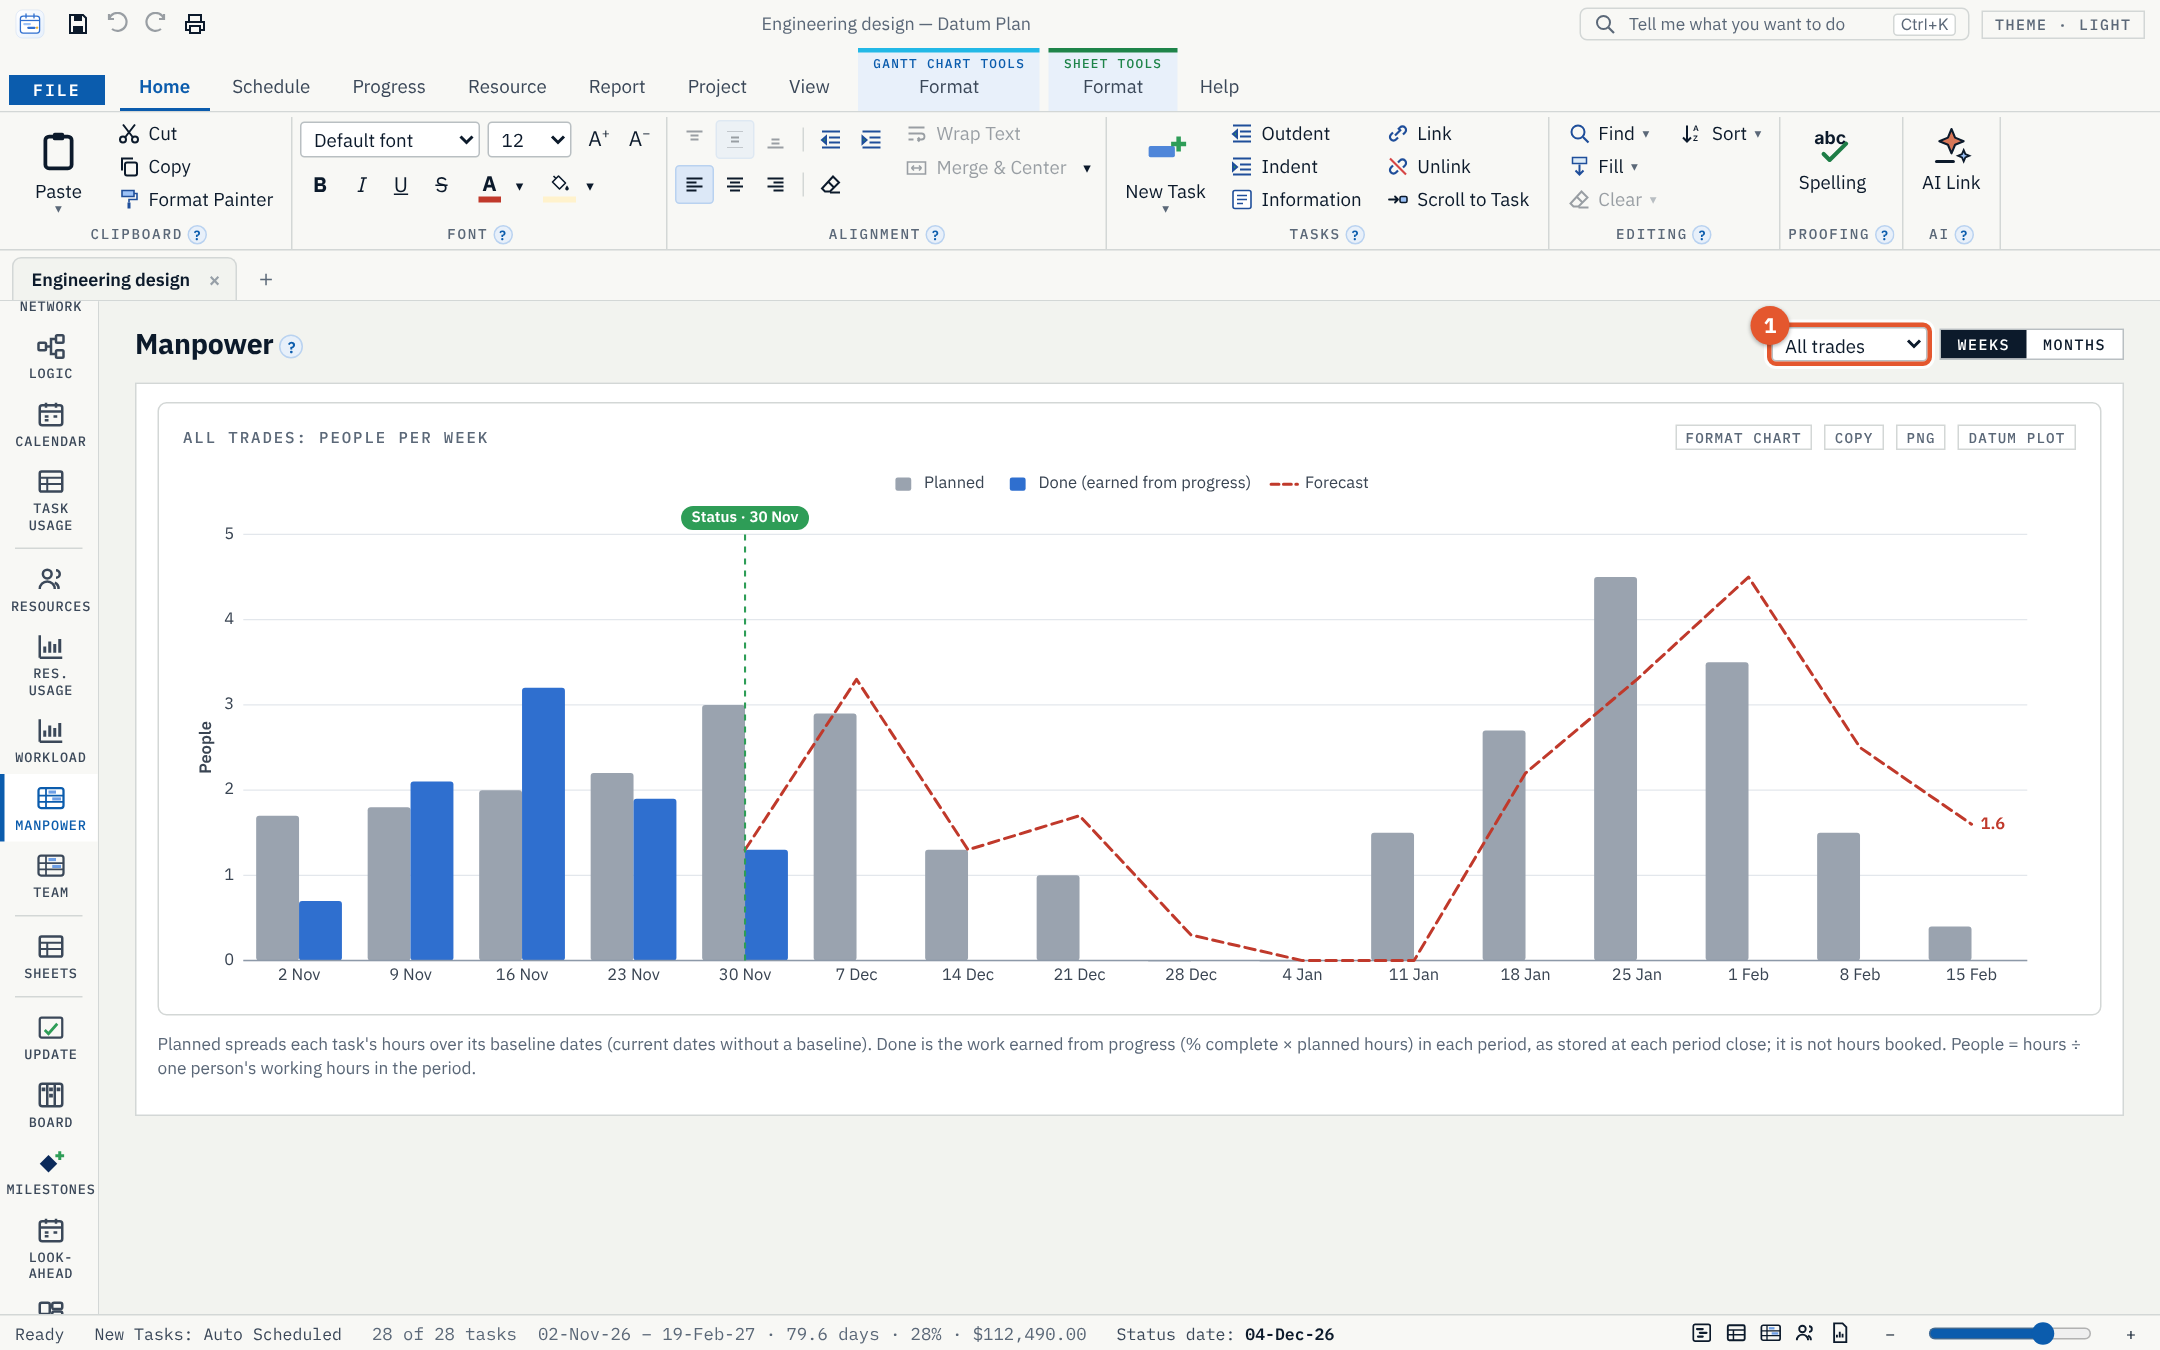 Engineering design — Datum Plan
Tell me what you want to do
Ctrl+K
THEME · LIGHT
GANTT CHART TOOLS
SHEET TOOLS
FILE
Home
Schedule
Progress
Resource
Report
Project
View
Format
Format
Help
Paste
Cut
Copy
Format Painter
CLIPBOARD ?
Default font
12
A+ A−
B I U S A
FONT ?
Wrap Text
Merge & Center
ALIGNMENT ?
New Task
Outdent
Indent
Information
Link
Unlink
Scroll to Task
TASKS ?
Find
Sort
Fill
Clear
EDITING ?
abc
Spelling
PROOFING ?
AI Link
AI ?
Engineering design × +
NETWORK
LOGIC
CALENDAR
TASK
USAGE
RESOURCES
RES.
USAGE
WORKLOAD
MANPOWER
TEAM
SHEETS
UPDATE
BOARD
MILESTONES
LOOK-
AHEAD
Manpower ?
1
All trades
WEEKS
MONTHS
ALL TRADES: PEOPLE PER WEEK
FORMAT CHART
COPY
PNG
DATUM PLOT
Planned
Done (earned from progress)
Forecast
Status · 30 Nov
People
5
4
3
2
1
0
1.6
2 Nov
9 Nov
16 Nov
23 Nov
30 Nov
7 Dec
14 Dec
21 Dec
28 Dec
4 Jan
11 Jan
18 Jan
25 Jan
1 Feb
8 Feb
15 Feb
Planned spreads each task's hours over its baseline dates (current dates without a baseline). Done is the work earned from progress (% complete × planned hours) in each period, as stored at each period close; it is not hours booked. People = hours ÷
one person's working hours in the period.
Ready
New Tasks: Auto Scheduled
28 of 28 tasks
02-Nov-26 – 19-Feb-27 · 79.6 days · 28% · $112,490.00
Status date: 04-Dec-26
− +